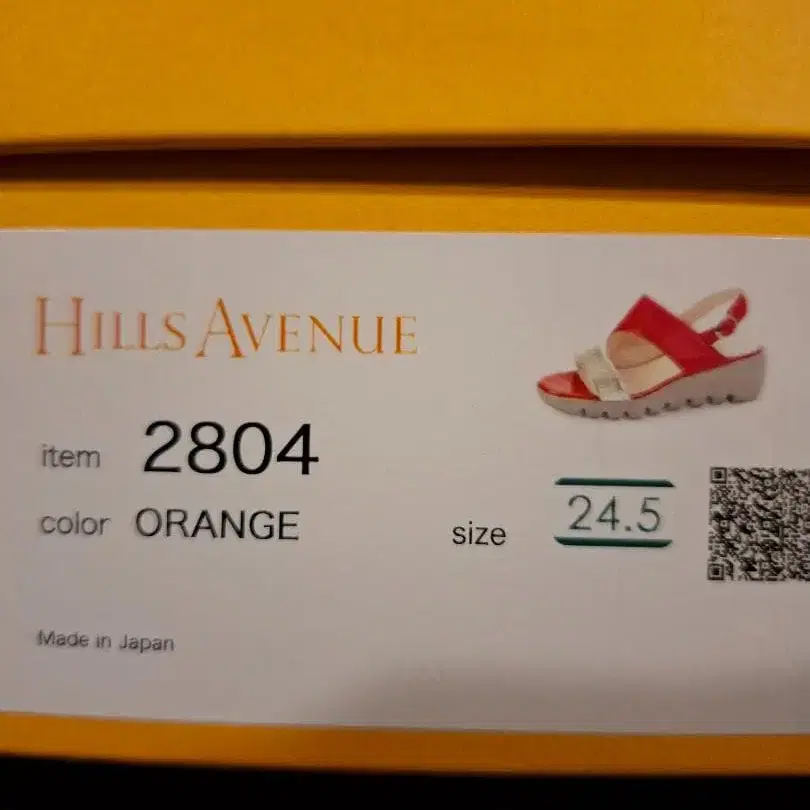 HILLS AVENUE
item 2804
color ORANGE
size 24.5
Made in Japan